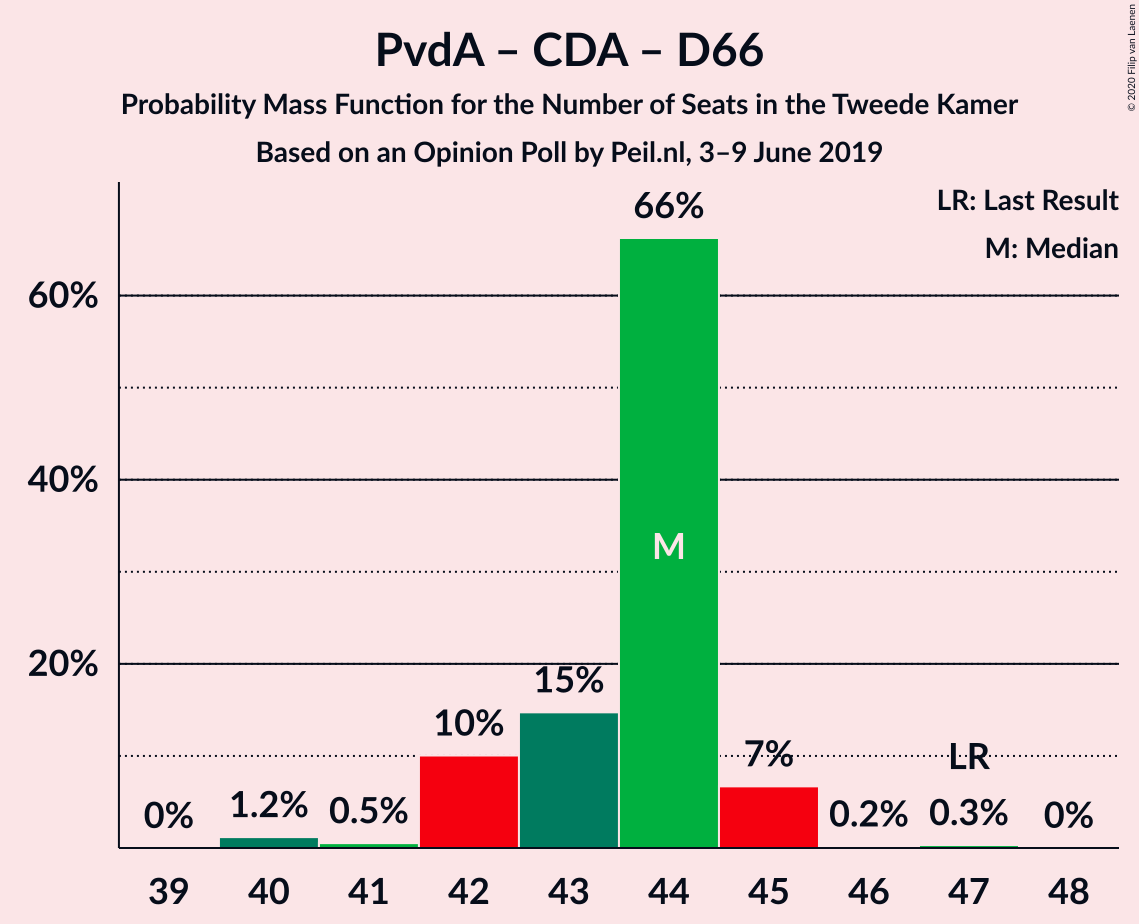 PvdA – CDA – D66
Probability Mass Function for the Number of Seats in the Tweede Kamer
Based on an Opinion Poll by Peil.nl, 3–9 June 2019
© 2020 Filip van Laenen
LR: Last Result
M: Median
60%
40%
20%
0%
1.2%
0.5%
10%
15%
66%
M
7%
0.2%
LR
0.3%
0%
39 40 41 42 43 44 45 46 47 48